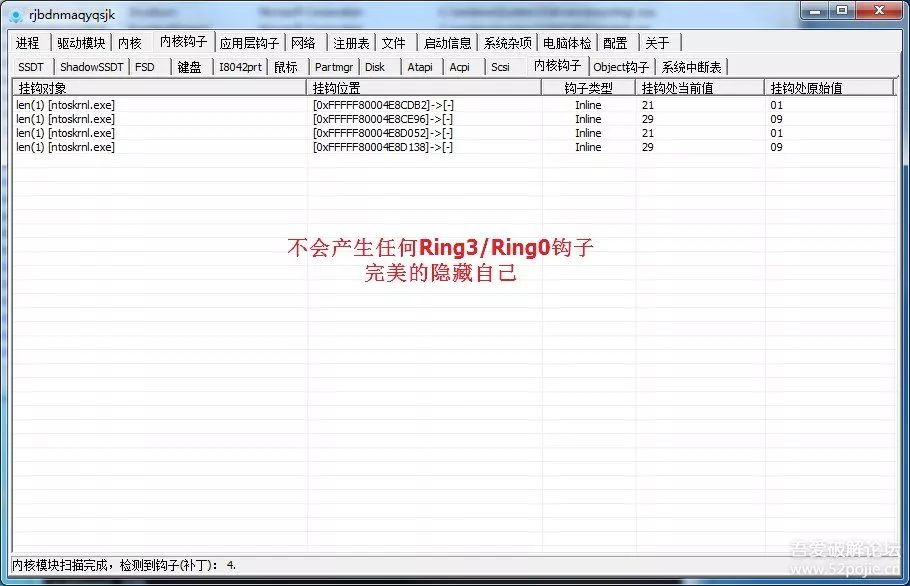 rjbdnmaqyqsjk
进程 驱动模块 内核 内核钩子 应用层钩子 网络 注册表 文件 启动信息 系统杂项 电脑体检 配置 关于
SSDT ShadowSSDT FSD 键盘 I8042prt 鼠标 Partmgr Disk Atapi Acpi Scsi 内核钩子 Object钩子 系统中断表
挂钩对象 挂钩位置 钩子类型 挂钩处当前值 挂钩处原始值
len(1) [ntoskrnl.exe] [0xFFFFF80004E8CDB2]->[-] Inline 21 01
len(1) [ntoskrnl.exe] [0xFFFFF80004E8CE96]->[-] Inline 29 09
len(1) [ntoskrnl.exe] [0xFFFFF80004E8D052]->[-] Inline 21 01
len(1) [ntoskrnl.exe] [0xFFFFF80004E8D138]->[-] Inline 29 09
不会产生任何Ring3/Ring0钩子
完美的隐藏自己
内核模块扫描完成，检测到钩子(补丁)： 4.
吾爱破解论坛
www.52pojie.cn